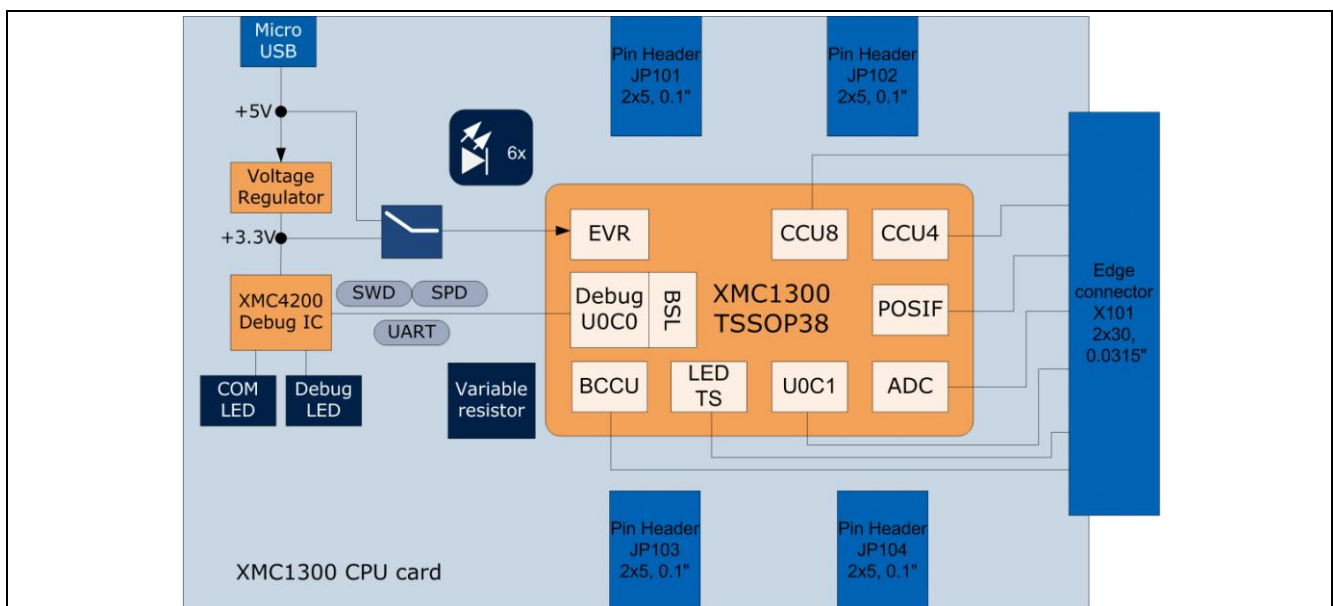 Micro
USB
Pin Header
JP101
2x5, 0.1"
Pin Header
JP102
2x5, 0.1"
+5V
6x
Voltage
Regulator
+3.3V
EVR
CCU8
CCU4
Edge
connector
X101
2x30,
0.0315"
XMC4200
Debug IC
SWD
SPD
UART
Debug
U0C0
BSL
XMC1300
TSSOP38
POSIF
COM
LED
Debug
LED
Variable
resistor
BCCU
LED
TS
U0C1
ADC
Pin Header
JP103
2x5, 0.1"
Pin Header
JP104
2x5, 0.1"
XMC1300 CPU card